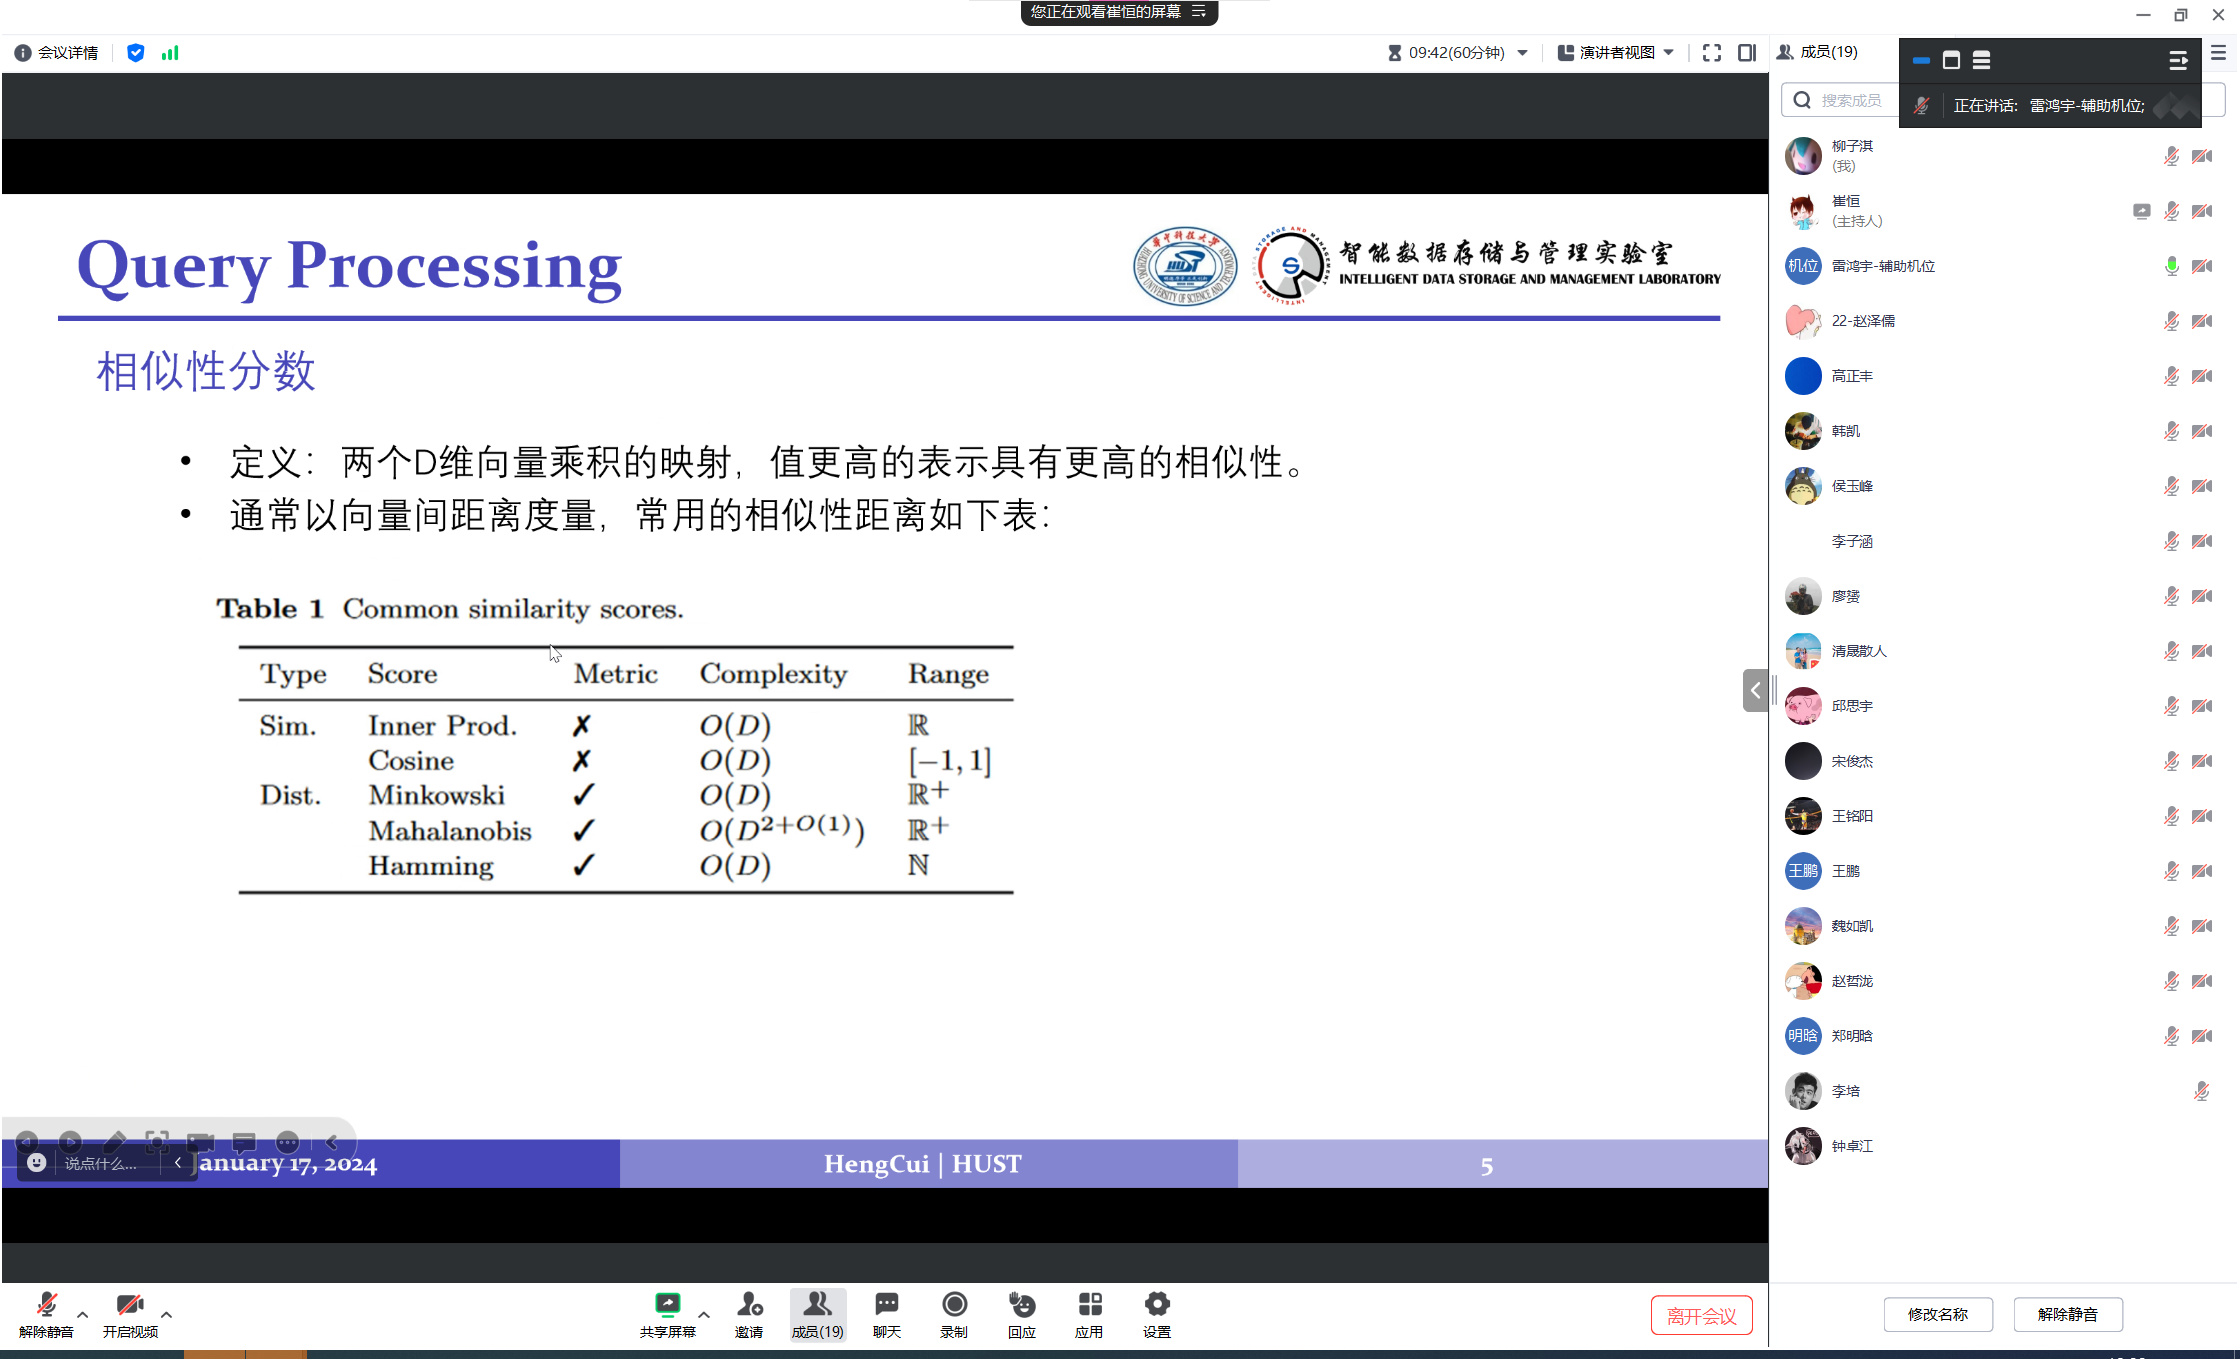 您正在观看崔恒的屏幕
会议详情
09:42(60分钟)
演讲者视图
成员(19)
搜索成员
正在讲话: 雷鸿宇-辅助机位;
Query Processing
智能数据存储与管理实验室
INTELLIGENT DATA STORAGE AND MANAGEMENT LABORATORY
相似性分数
• 定义：两个D维向量乘积的映射，值更高的表示具有更高的相似性。
• 通常以向量间距离度量，常用的相似性距离如下表：
Table 1 Common similarity scores.
Type Score Metric Complexity Range
Sim. Inner Prod. ✗ O(D) ℝ
Cosine ✗ O(D) [−1, 1]
Dist. Minkowski ✓ O(D) ℝ⁺
Mahalanobis ✓ O(D^{2+O(1)}) ℝ⁺
Hamming ✓ O(D) ℕ
说点什么...
January 17, 2024
HengCui | HUST
5
柳子淇
(我)
崔恒
(主持人)
机位 雷鸿宇-辅助机位
22-赵泽儒
高正丰
韩凯
侯玉峰
李子涵
廖赟
清晟散人
邱思宇
宋俊杰
王铭阳
王鹏 王鹏
魏如凯
赵哲泷
明晗 郑明晗
李培
钟卓江
解除静音
开启视频
共享屏幕
邀请
成员(19)
聊天
录制
回应
应用
设置
离开会议
修改名称
解除静音